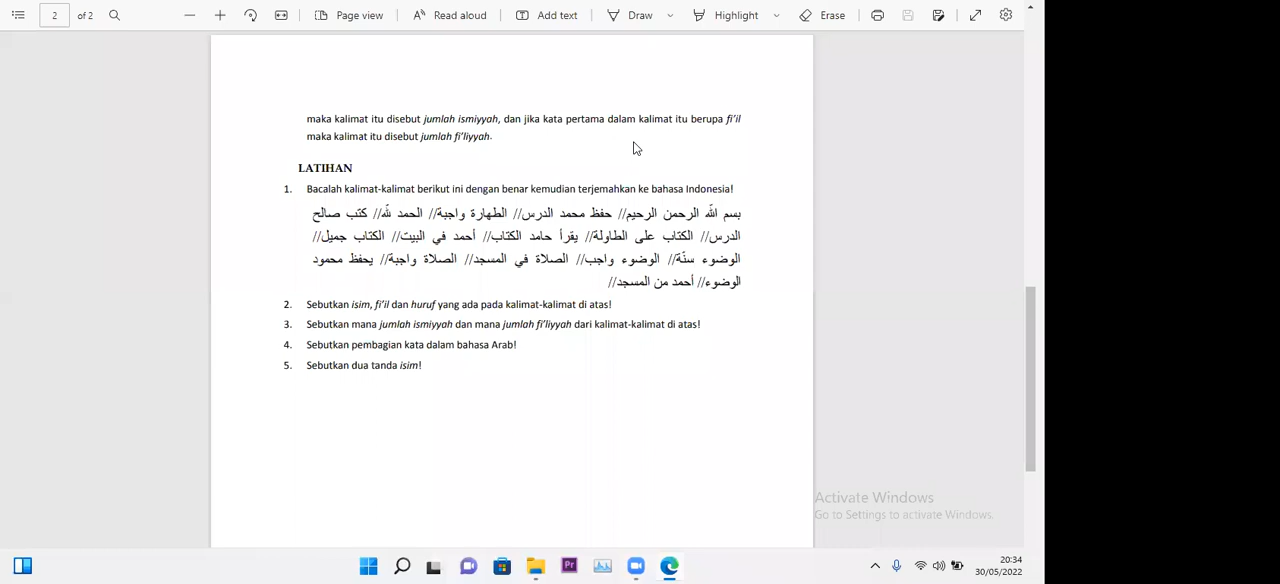 2 of 2 Page view Read aloud Add text Draw Highlight Erase
maka kalimat itu disebut jumlah ismiyyah, dan jika kata pertama dalam kalimat itu berupa fi'il
maka kalimat itu disebut jumlah fi'liyyah.
LATIHAN
1. Bacalah kalimat-kalimat berikut ini dengan benar kemudian terjemahkan ke bahasa Indonesia!
بسم الله الرحمن الرحيم// حفظ محمد الدرس// الطهارة واجبة// الحمد لله// كتب صالح
الدرس// الكتاب على الطاولة// يقرأ حامد الكتاب// أحمد في البيت// الكتاب جميل//
الوضوء سنّة// الوضوء واجب// الصلاة في المسجد// الصلاة واجبة// يحفظ محمود
الوضوء// أحمد من المسجد//
2. Sebutkan isim, fi'il dan huruf yang ada pada kalimat-kalimat di atas!
3. Sebutkan mana jumlah ismiyyah dan mana jumlah fi'liyyah dari kalimat-kalimat di atas!
4. Sebutkan pembagian kata dalam bahasa Arab!
5. Sebutkan dua tanda isim!
Activate Windows
Go to Settings to activate Windows.
Pr
20:34
30/05/2022